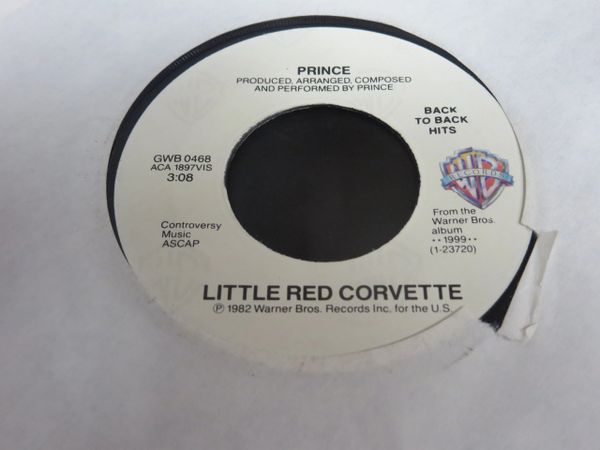 PRINCE
PRODUCED, ARRANGED, COMPOSED
AND PERFORMED BY PRINCE
BACK
TO BACK
HITS
GWB 0468
ACA 1897VIS
3:08
WB
RECORDS
Controversy
Music
ASCAP
From the
Warner Bros.
album
··1999··
(1-23720)
LITTLE RED CORVETTE
℗ 1982 Warner Bros. Records Inc. for the U.S.